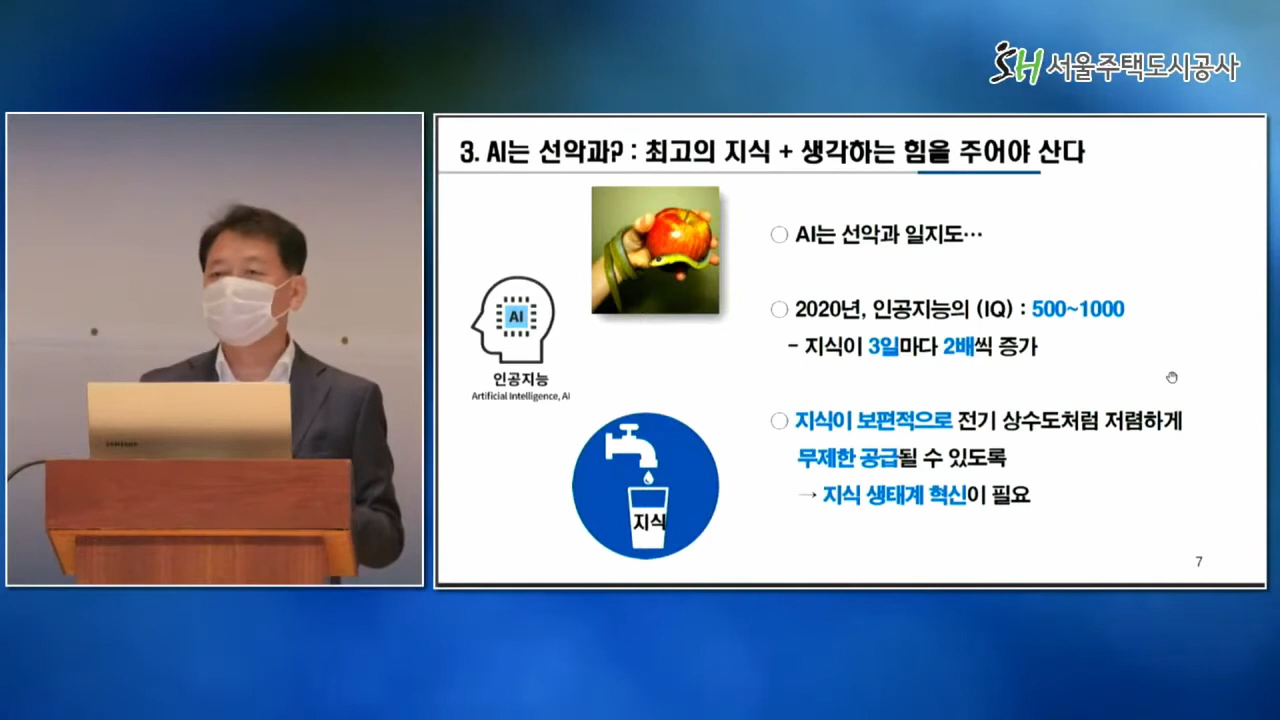 SH 서울주택도시공사
3. AI는 선악과? : 최고의 지식 + 생각하는 힘을 주어야 산다
○ AI는 선악과 일지도…
○ 2020년, 인공지능의 (IQ) : 500~1000
- 지식이 3일마다 2배씩 증가
AI
인공지능
Artificial Intelligence, AI
○ 지식이 보편적으로 전기 상수도처럼 저렴하게
무제한 공급될 수 있도록
→ 지식 생태계 혁신이 필요
지식
7
SAMSUNG